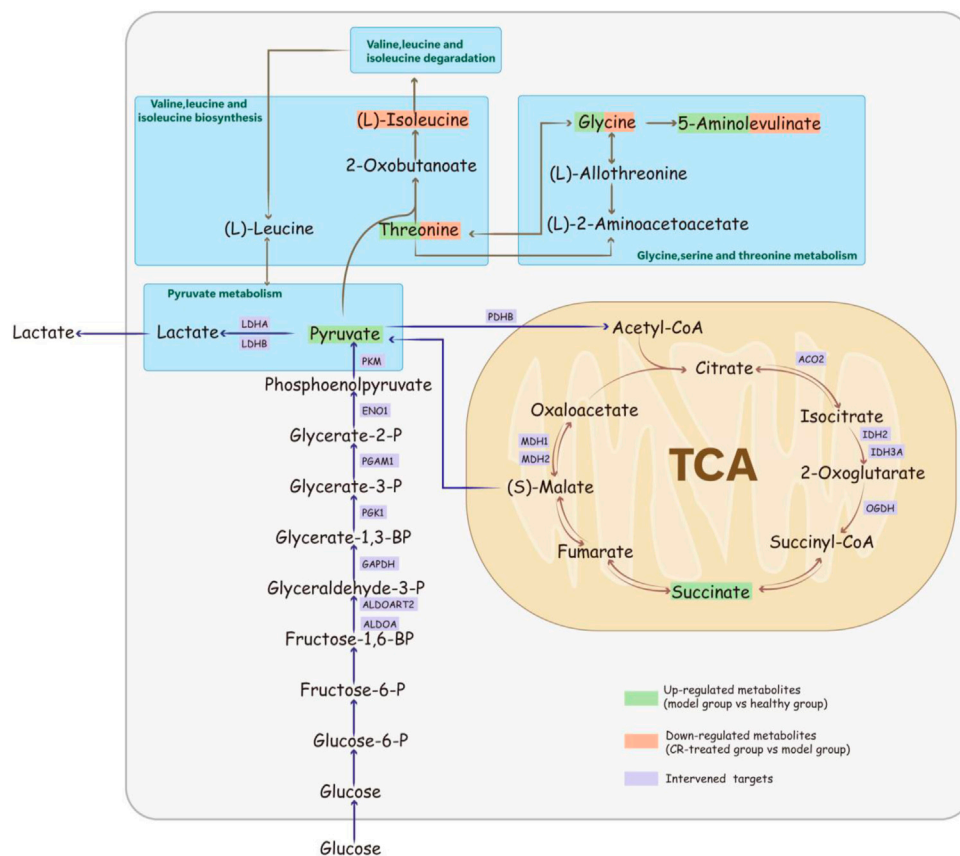 Valine,leucine and
isoleucine degaradation
Valine,leucine and
isoleucine biosynthesis
(L)-Isoleucine
2-Oxobutanoate
(L)-Leucine
Threonine
Glycine
5-Aminolevulinate
(L)-Allothreonine
(L)-2-Aminoacetoacetate
Glycine,serine and threonine metabolism
Pyruvate metabolism
Lactate
Lactate
LDHA
LDHB
Pyruvate
PDHB
Acetyl-CoA
PKM
Phosphoenolpyruvate
ENO1
Glycerate-2-P
PGAM1
Glycerate-3-P
PGK1
Glycerate-1,3-BP
GAPDH
Glyceraldehyde-3-P
ALDOART2
ALDOA
Fructose-1,6-BP
Fructose-6-P
Glucose-6-P
Glucose
Glucose
Citrate
ACO2
Oxaloacetate
Isocitrate
MDH1
MDH2
IDH2
IDH3A
TCA
2-Oxoglutarate
(S)-Malate
OGDH
Fumarate
Succinyl-CoA
Succinate
Up-regulated metabolites
(model group vs healthy group)
Down-regulated metabolites
(CR-treated group vs model group)
Intervened targets